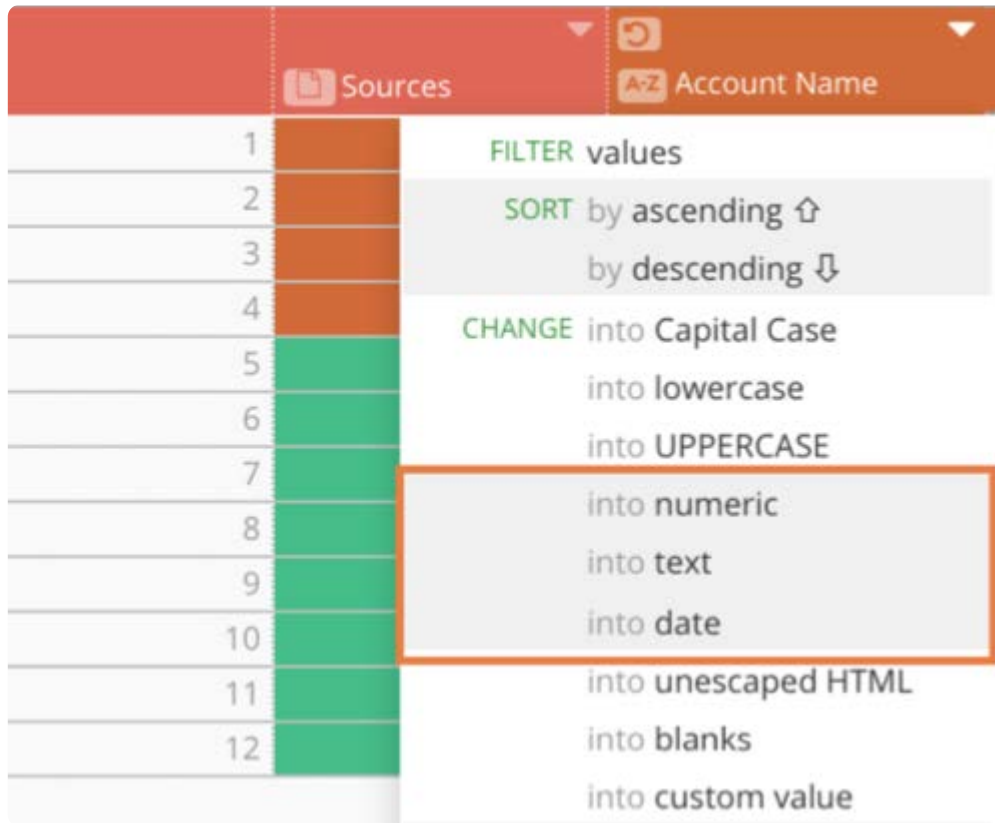 Sources
A-Z Account Name
1
2
3
4
5
6
7
8
9
10
11
12
FILTER values
SORT by ascending
by descending
CHANGE into Capital Case
into lowercase
into UPPERCASE
into numeric
into text
into date
into unescaped HTML
into blanks
into custom value